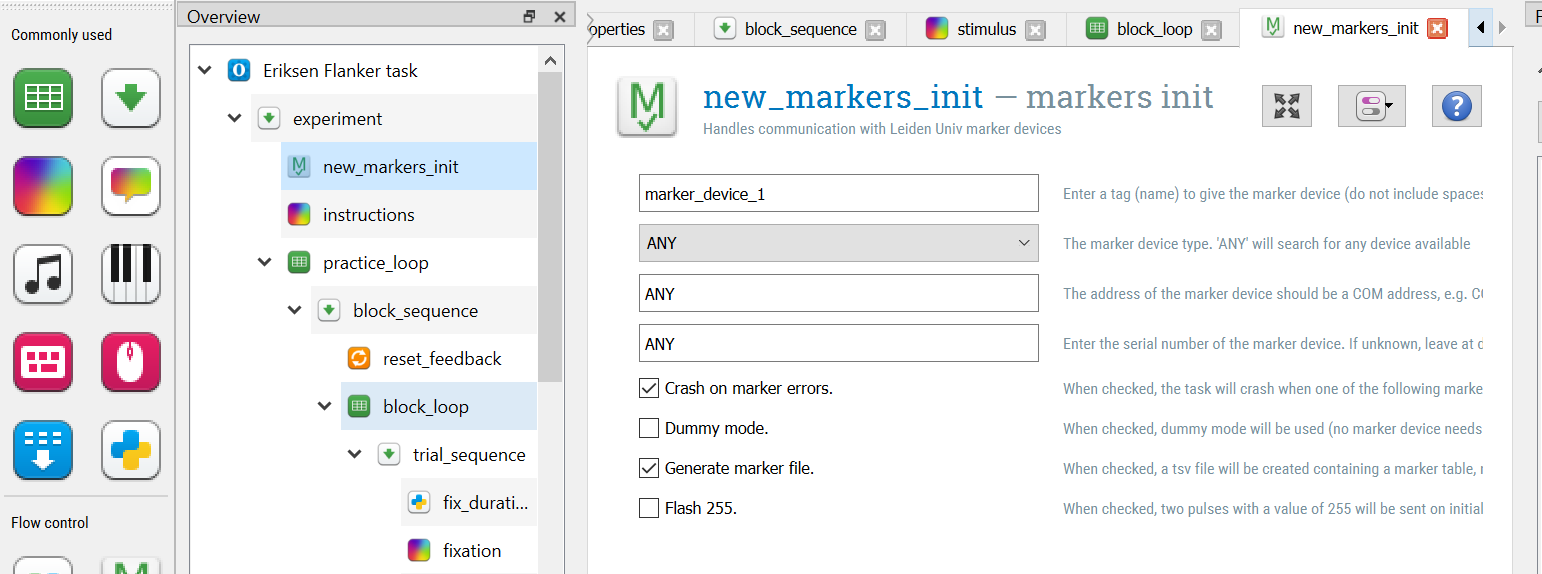 Commonly used
Flow control
Overview
Eriksen Flanker task
experiment
new_markers_init
instructions
practice_loop
block_sequence
reset_feedback
block_loop
trial_sequence
fix_durati...
fixation
operties
block_sequence
stimulus
block_loop
new_markers_init
new_markers_init — markers init
Handles communication with Leiden Univ marker devices
marker_device_1
Enter a tag (name) to give the marker device (do not include spaces
ANY
The marker device type. 'ANY' will search for any device available
ANY
The address of the marker device should be a COM address, e.g. CO
ANY
Enter the serial number of the marker device. If unknown, leave at d
Crash on marker errors.
When checked, the task will crash when one of the following marke
Dummy mode.
When checked, dummy mode will be used (no marker device needs
Generate marker file.
When checked, a tsv file will be created containing a marker table,
Flash 255.
When checked, two pulses with a value of 255 will be sent on initial